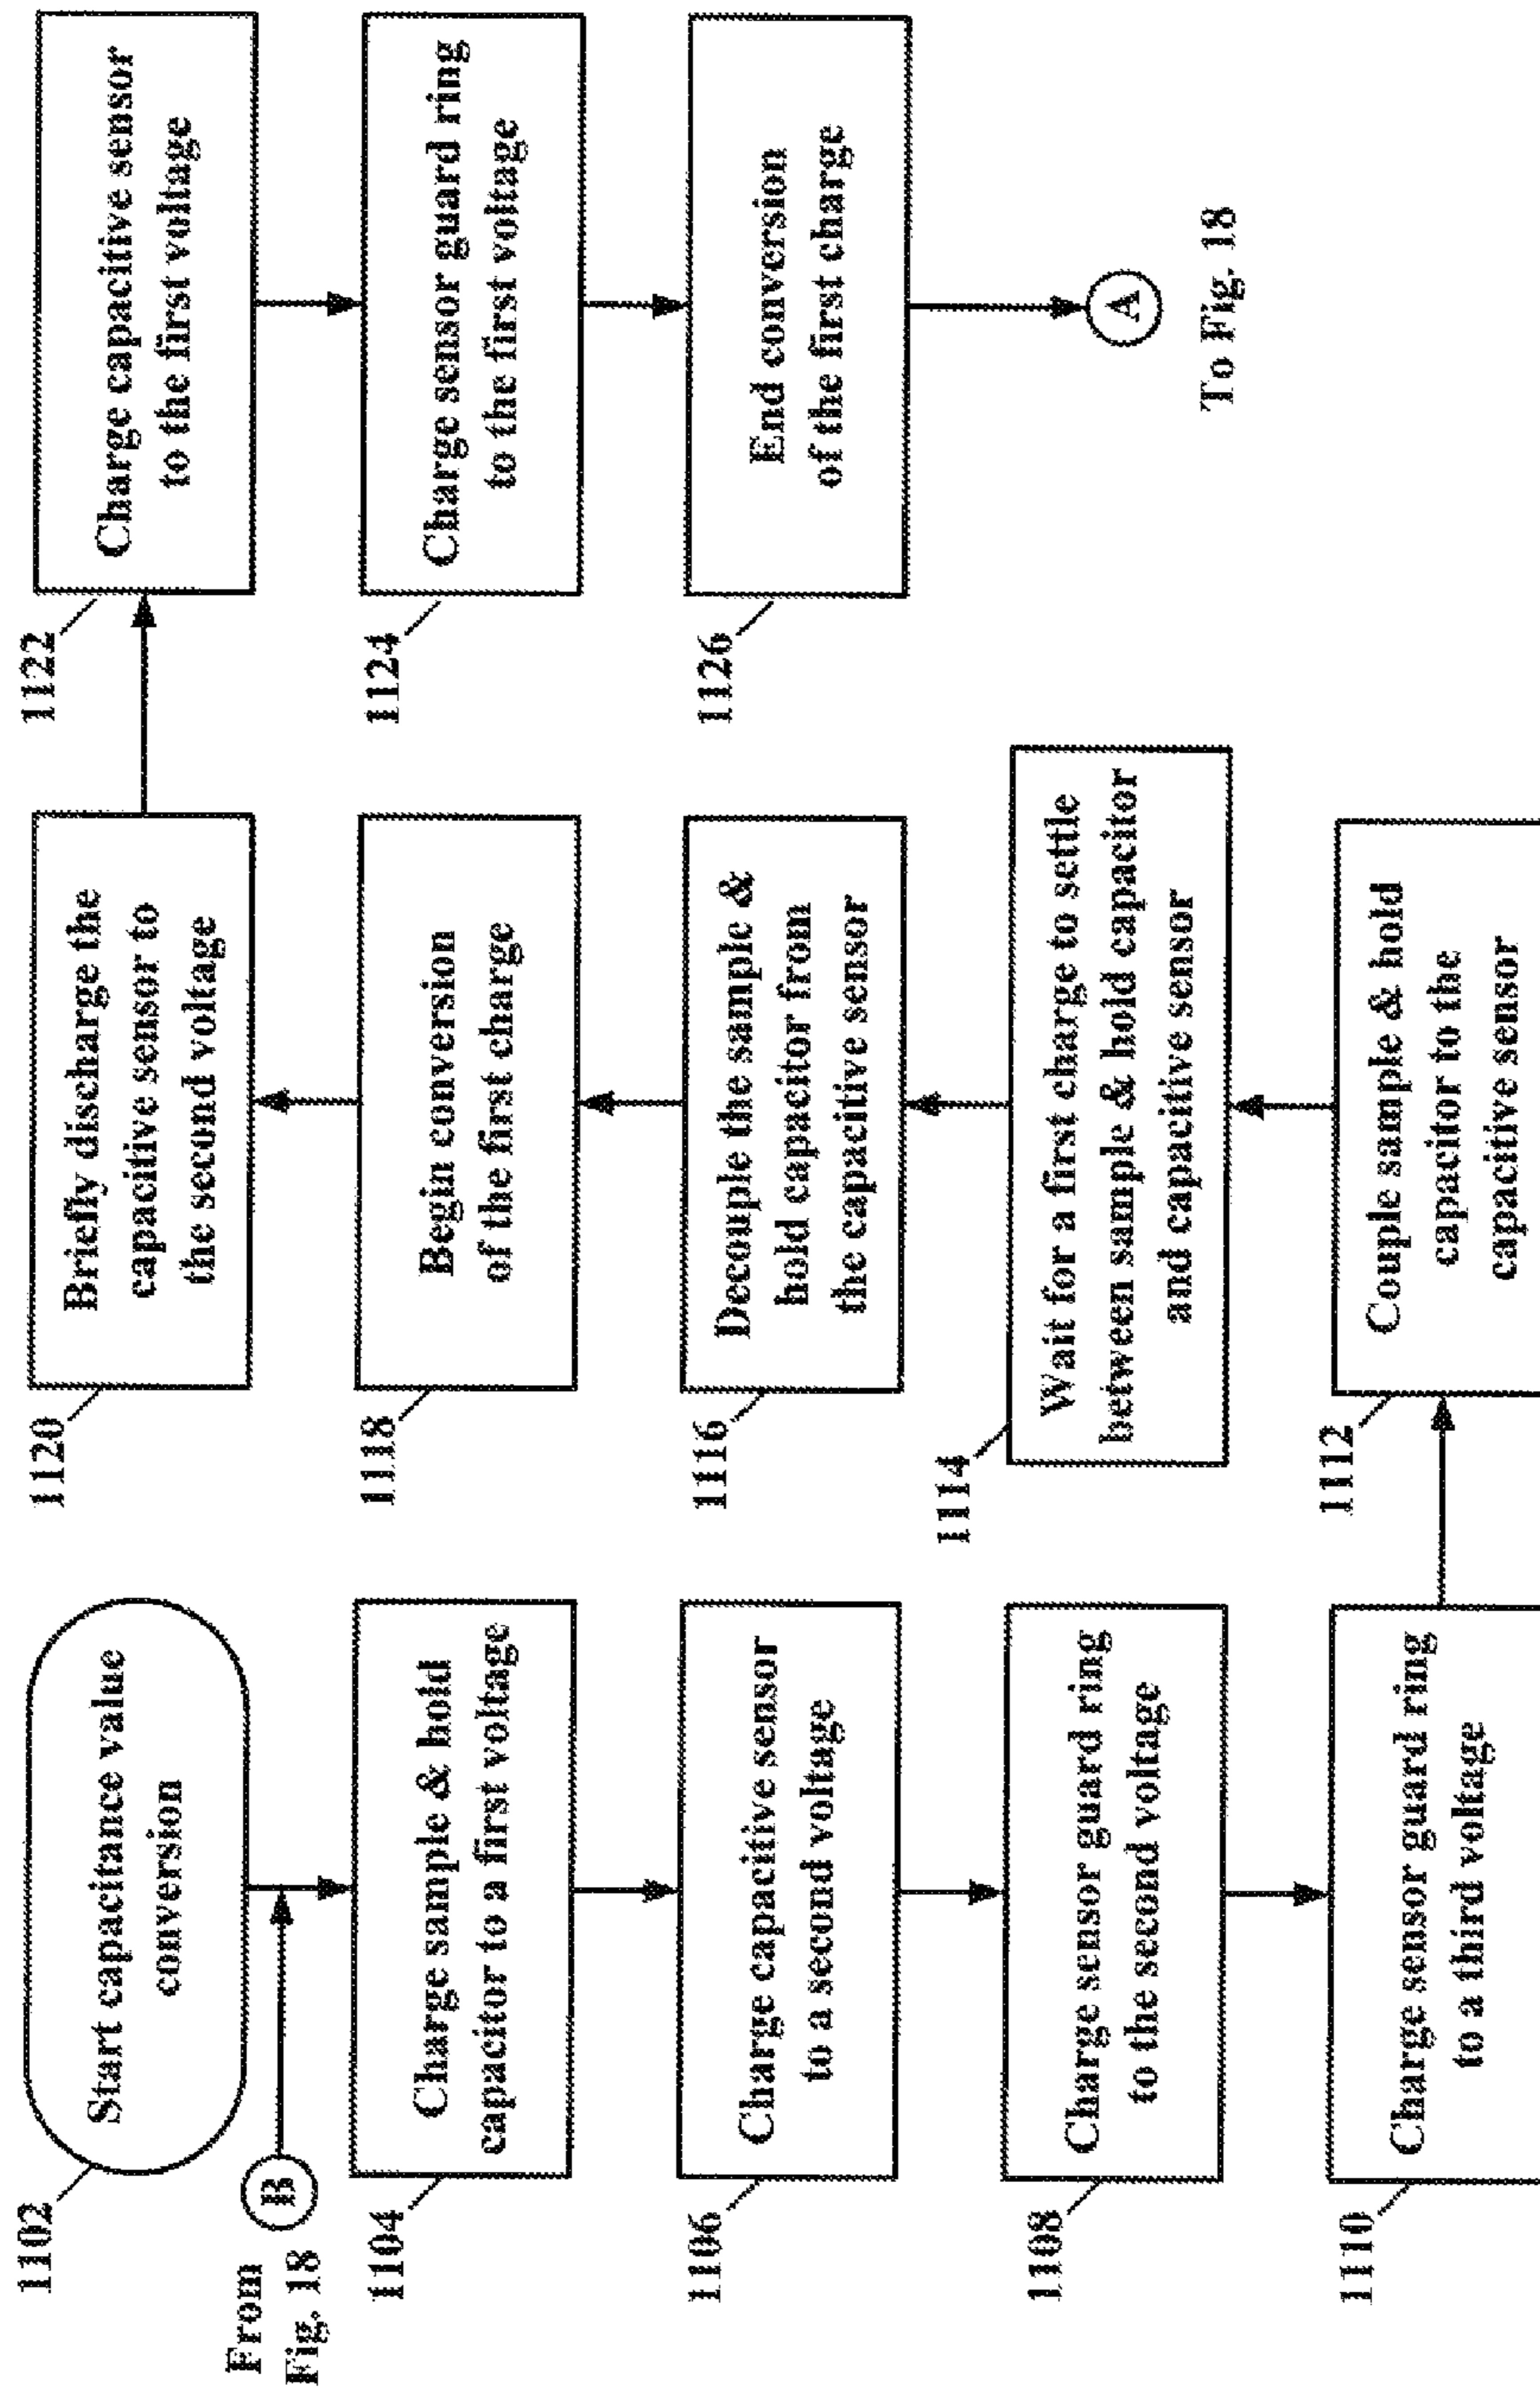 1102
Start capacitance value
conversion
From
Fig. 18
B
1104
Charge sample & hold
capacitor to a first voltage
1106
Charge capacitive sensor
to a second voltage
1108
Charge sensor guard ring
to the second voltage
1110
Charge sensor guard ring
to a third voltage
1112
Couple sample & hold
capacitor to the
capacitive sensor
1114
Wait for a first charge to settle
between sample & hold capacitor
and capacitive sensor
1116
Decouple the sample &
hold capacitor from
the capacitive sensor
1118
Begin conversion
of the first charge
1120
Briefly discharge the
capacitive sensor to
the second voltage
1122
Charge capacitive sensor
to the first voltage
1124
Charge sensor guard ring
to the first voltage
1126
End conversion
of the first charge
A
To Fig. 18